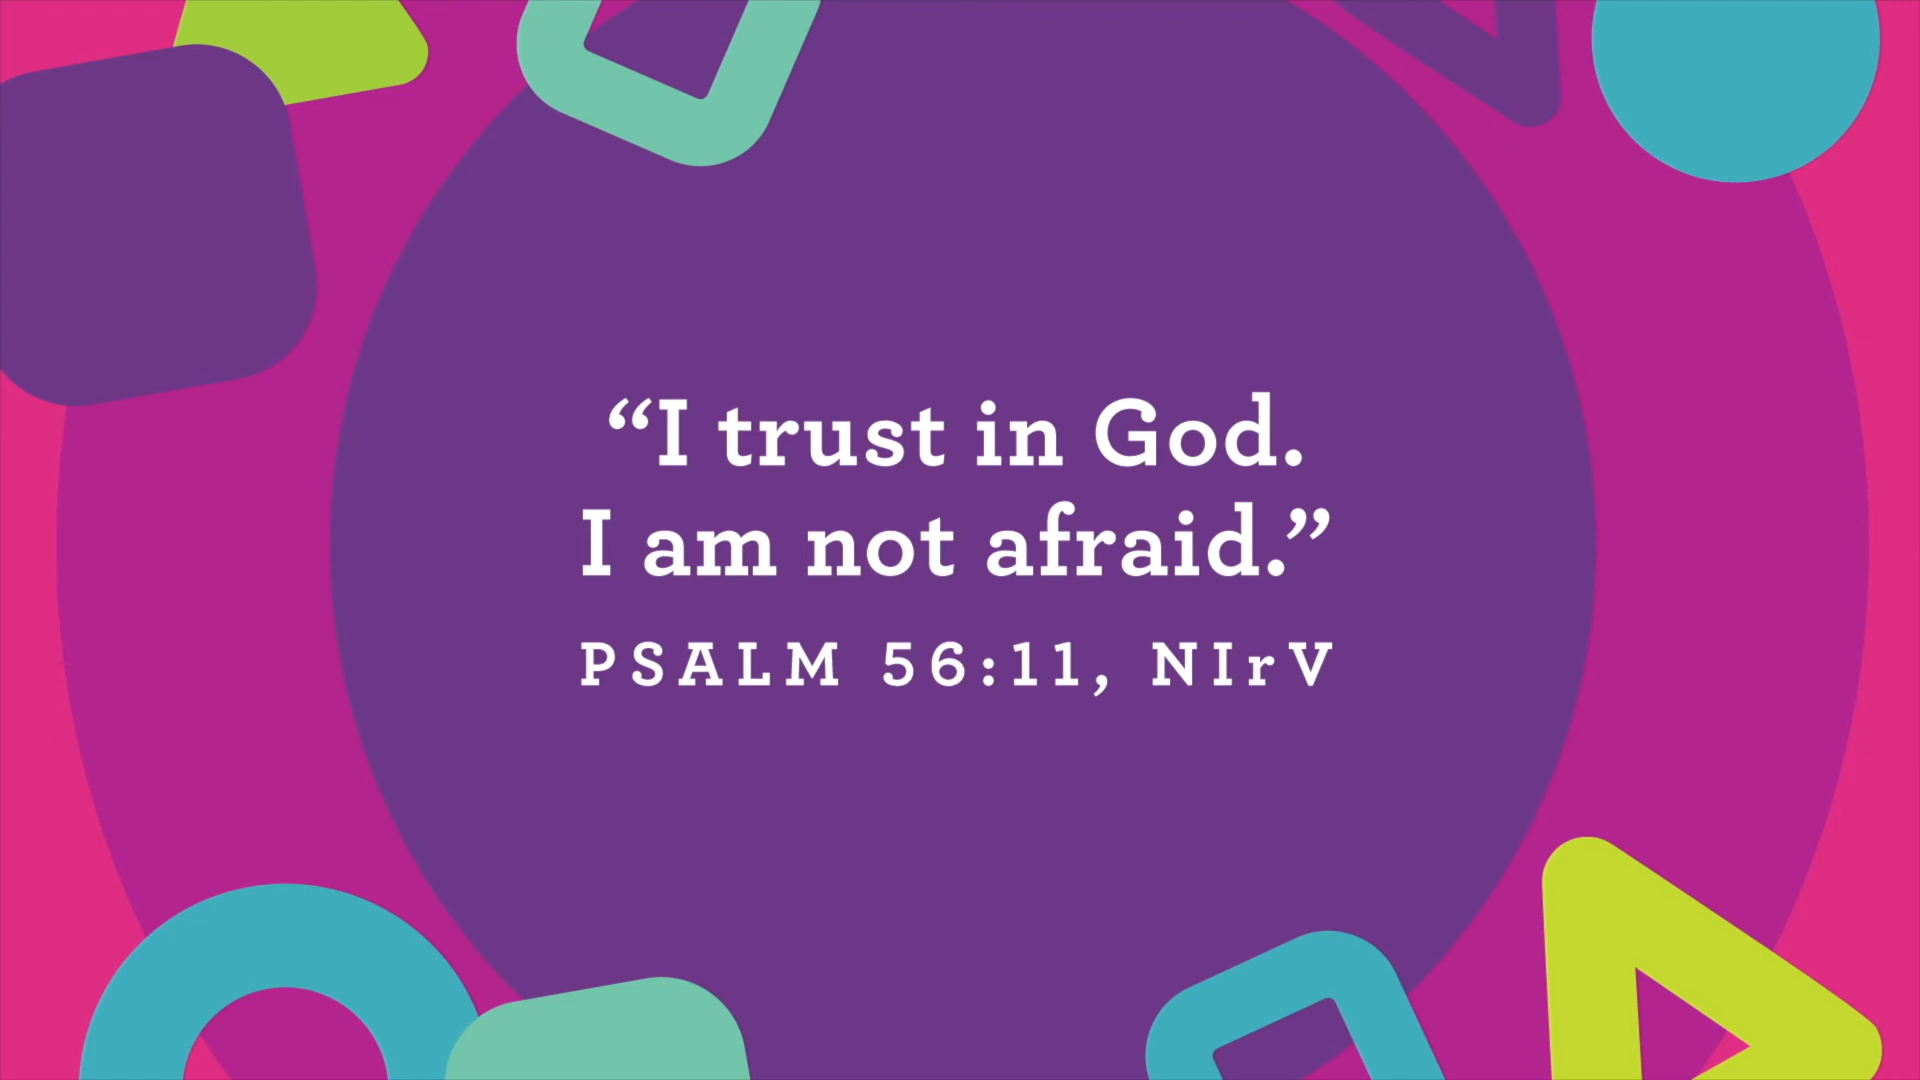 “I trust in God.
I am not afraid.”
PSALM 56:11, NIrV